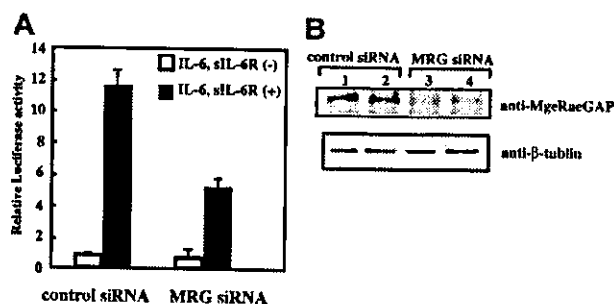 A
Relative Luciferase activity
14
12
10
8
6
4
2
0
IL-6, sIL-6R (-)
IL-6, sIL-6R (+)
control siRNA
MRG siRNA
B
control siRNA
MRG siRNA
1
2
3
4
anti-MgcRacGAP
anti-β-tublin